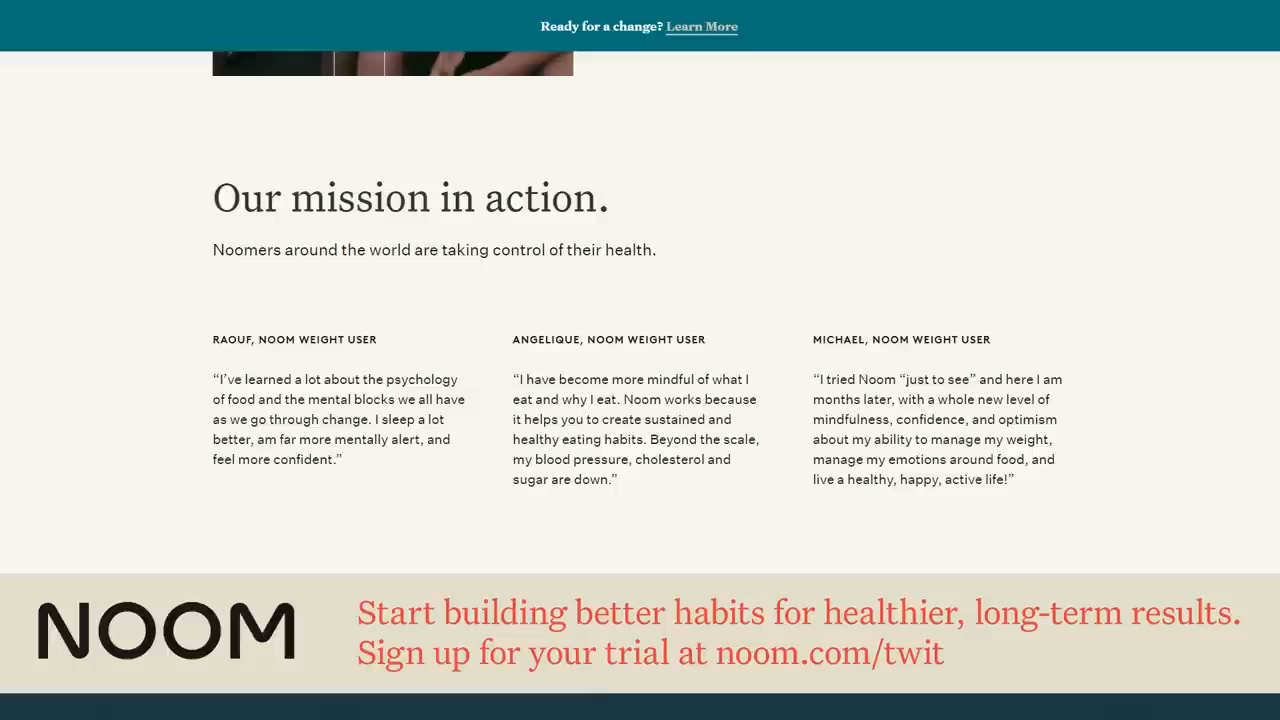 Ready for a change? Learn More
Our mission in action.
Noomers around the world are taking control of their health.
RAOUF, NOOM WEIGHT USER
“I’ve learned a lot about the psychology
of food and the mental blocks we all have
as we go through change. I sleep a lot
better, am far more mentally alert, and
feel more confident.”
ANGELIQUE, NOOM WEIGHT USER
“I have become more mindful of what I
eat and why I eat. Noom works because
it helps you to create sustained and
healthy eating habits. Beyond the scale,
my blood pressure, cholesterol and
sugar are down.”
MICHAEL, NOOM WEIGHT USER
“I tried Noom “just to see” and here I am
months later, with a whole new level of
mindfulness, confidence, and optimism
about my ability to manage my weight,
manage my emotions around food, and
live a healthy, happy, active life!”
NOOM
Start building better habits for healthier, long-term results.
Sign up for your trial at noom.com/twit